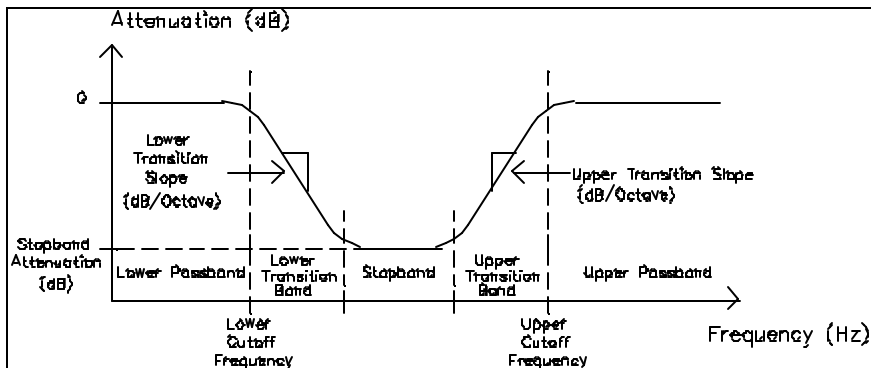 Attenuation (dB)
0
Lower
Transition
Slope
(dB/Octave)
Upper Transition Slope
(dB/Octave)
Stopband
Attenuation
(dB)
Lower Passband
Lower
Transition
Band
Stopband
Upper
Transition
Band
Upper Passband
Lower
Cutoff
Frequency
Upper
Cutoff
Frequency
Frequency (Hz)